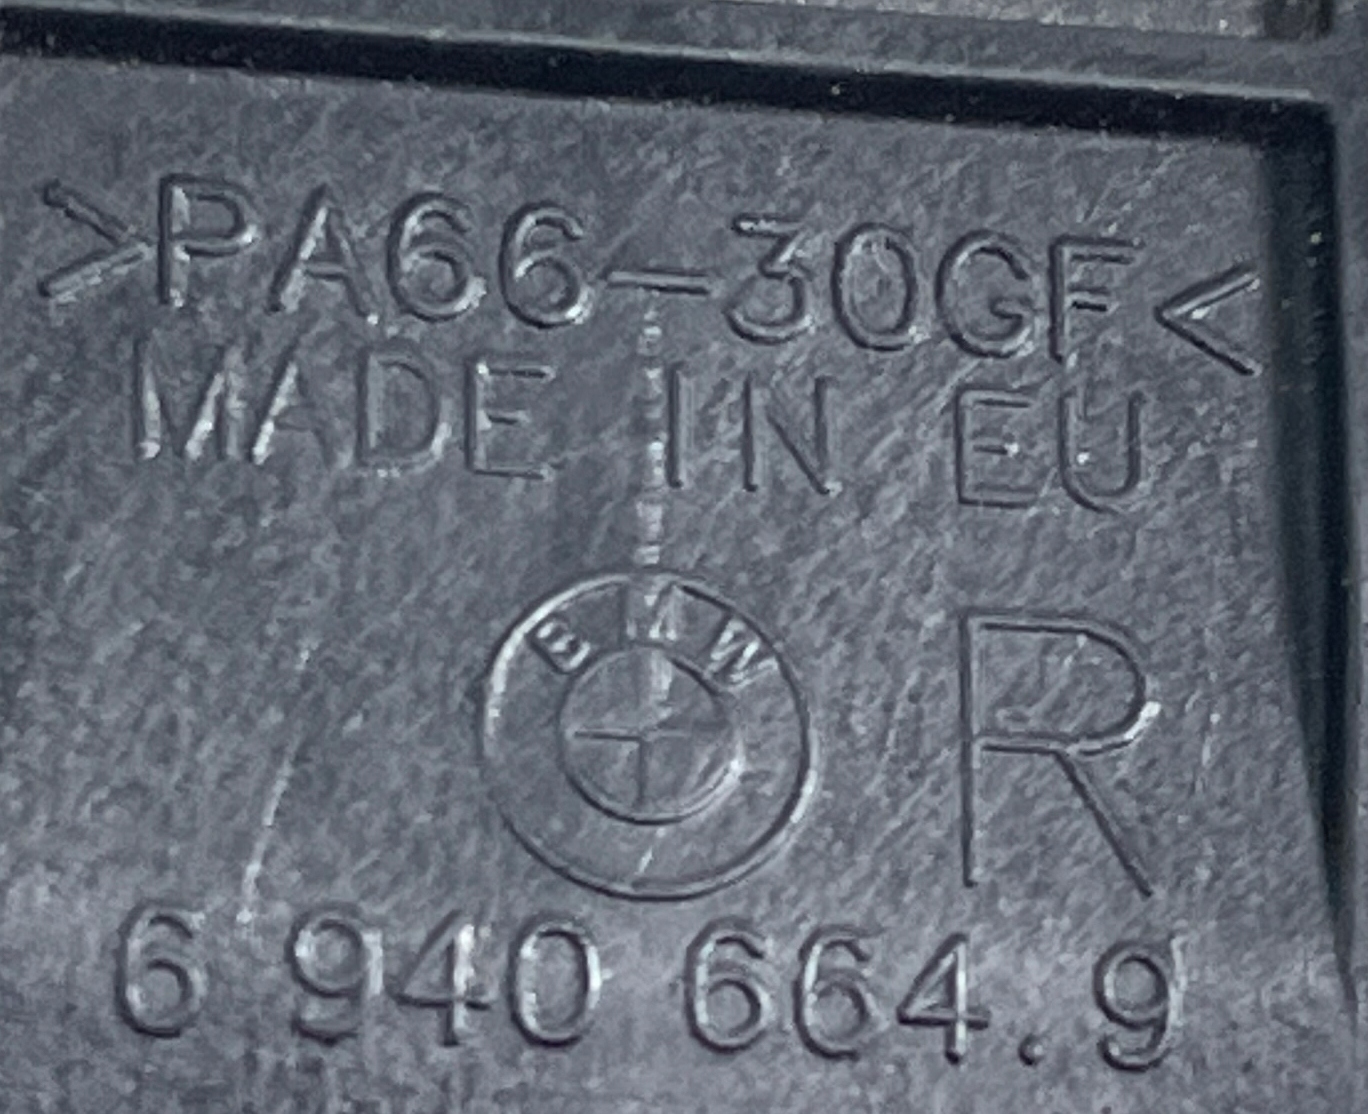 >PA66-30GF<
MADE IN EU
BMW R
6 940 664.9